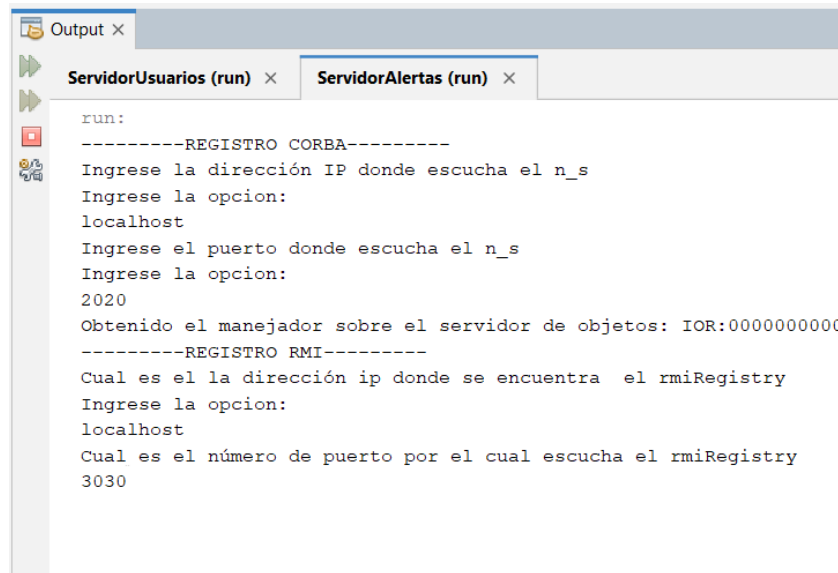 Output ×
ServidorUsuarios (run) × ServidorAlertas (run) ×
run:
---------REGISTRO CORBA---------
Ingrese la dirección IP donde escucha el n_s
Ingrese la opcion:
localhost
Ingrese el puerto donde escucha el n_s
Ingrese la opcion:
2020
Obtenido el manejador sobre el servidor de objetos: IOR:0000000000
---------REGISTRO RMI---------
Cual es el la dirección ip donde se encuentra  el rmiRegistry
Ingrese la opcion:
localhost
Cual es el número de puerto por el cual escucha el rmiRegistry
3030